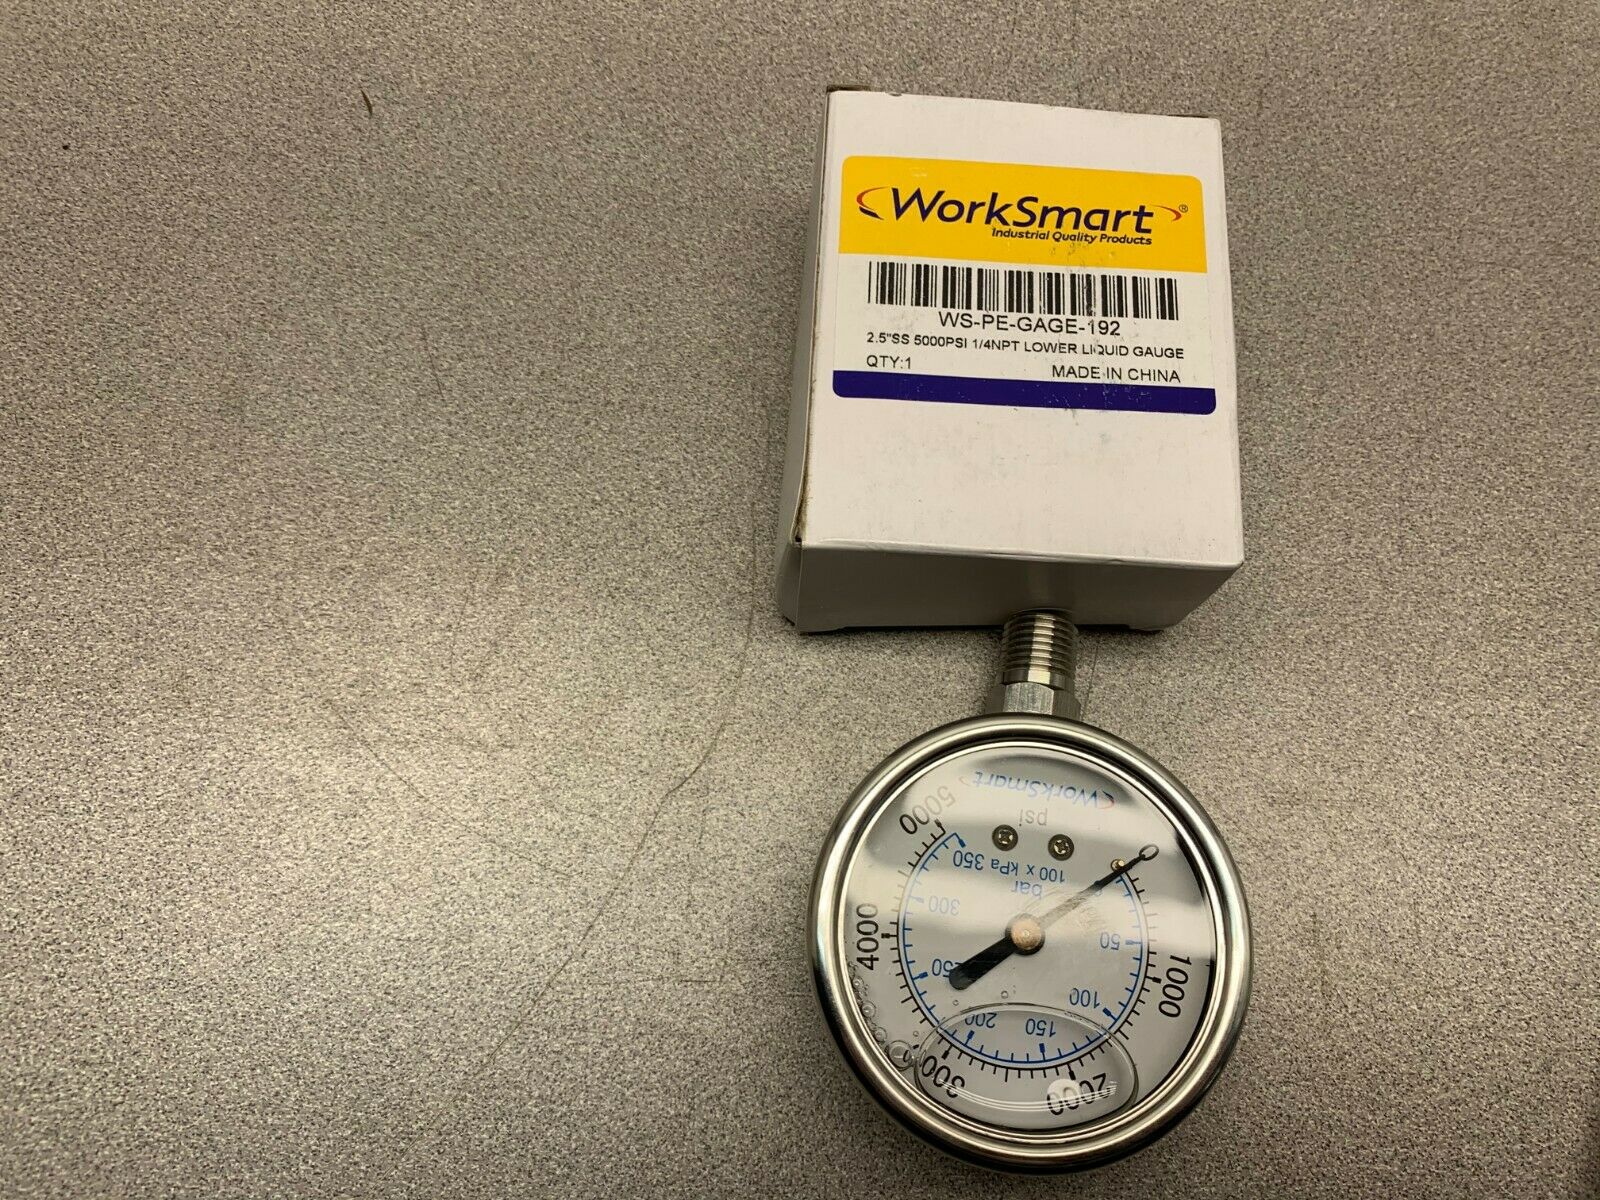 WorkSmart®
Industrial Quality Products
WS-PE-GAGE-192
2.5"SS 5000PSI 1/4NPT LOWER LIQUID GAUGE
QTY:1
MADE IN CHINA
WorkSmart
psi
5000
0
350
100 x kPa
bar
300
50
4000
1000
250
100
200
150
3000
2000